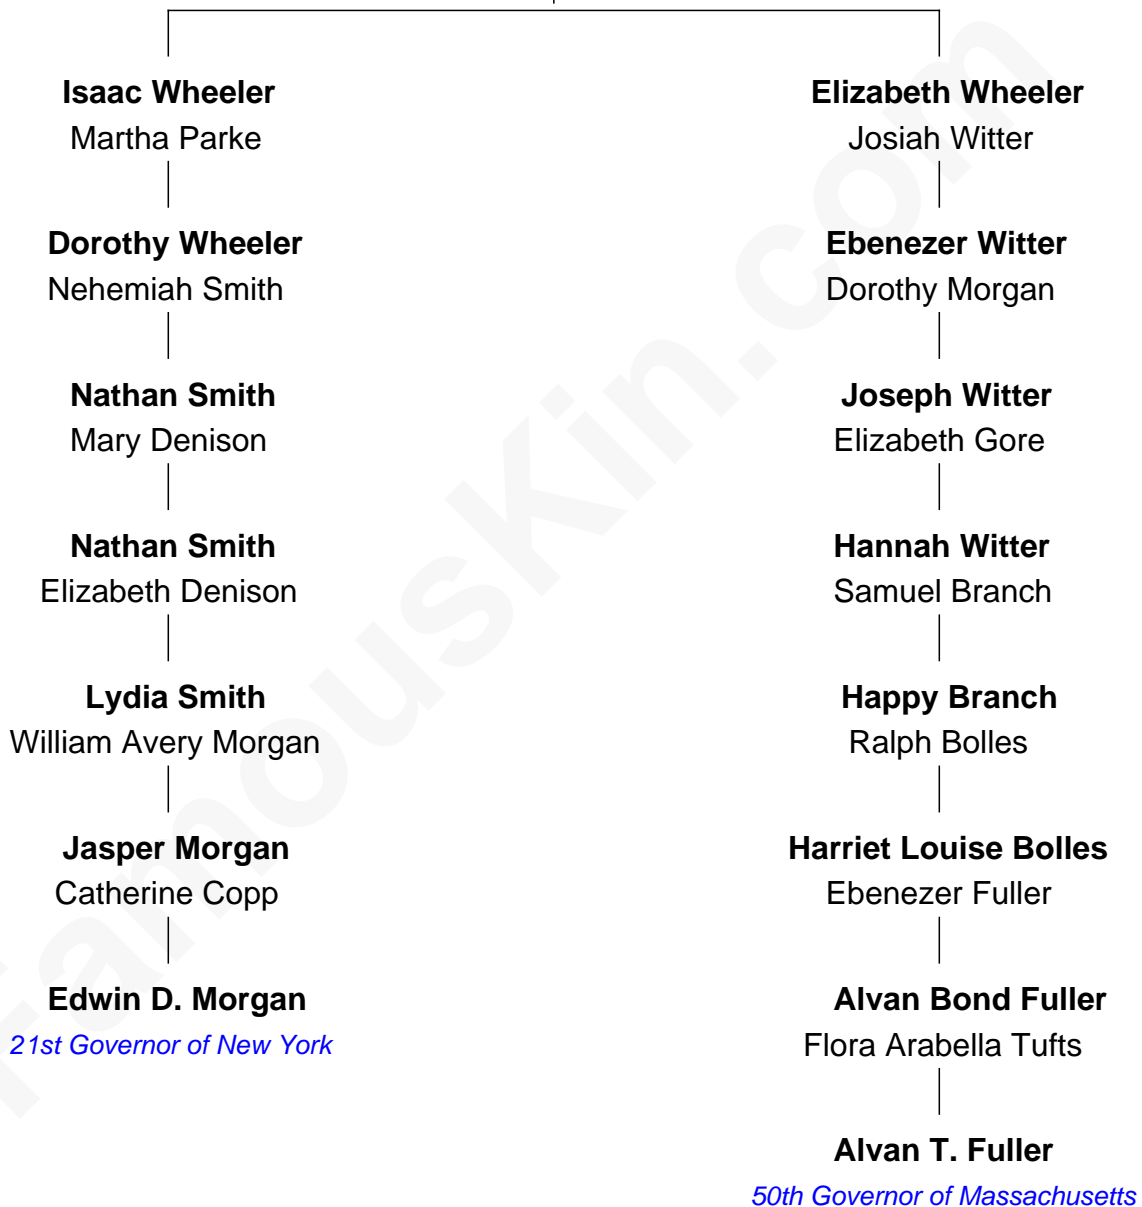 Isaac Wheeler
Martha Parke
Dorothy Wheeler
Nehemiah Smith
Nathan Smith
Mary Denison
Nathan Smith
Elizabeth Denison
Lydia Smith
William Avery Morgan
Jasper Morgan
Catherine Copp
Edwin D. Morgan
21st Governor of New York
Elizabeth Wheeler
Josiah Witter
Ebenezer Witter
Dorothy Morgan
Joseph Witter
Elizabeth Gore
Hannah Witter
Samuel Branch
Happy Branch
Ralph Bolles
Harriet Louise Bolles
Ebenezer Fuller
Alvan Bond Fuller
Flora Arabella Tufts
Alvan T. Fuller
50th Governor of Massachusetts
FamousKin.com